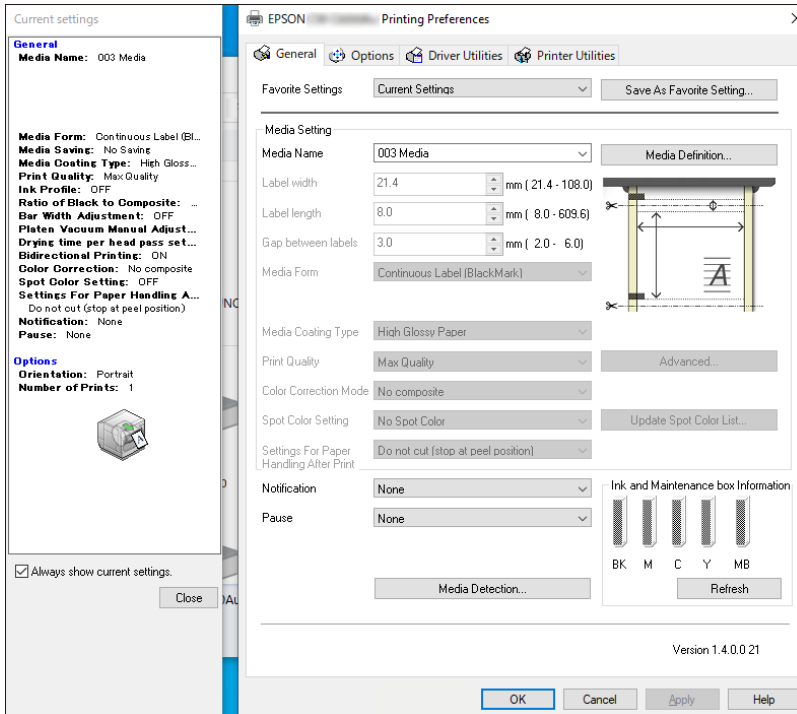 Current settings
General
Media Name: 003 Media
Media Form: Continuous Label (Bl...
Media Saving: No Saving
Media Coating Type: High Gloss...
Print Quality: Max Quality
Ink Profile: OFF
Ratio of Black to Composite: ...
Bar Width Adjustment: OFF
Platen Vacuum Manual Adjust...
Drying time per head pass set...
Bidirectional Printing: ON
Color Correction: No composite
Spot Color Setting: OFF
Settings For Paper Handling A...
Do not cut (stop at peel position)
Notification: None
Pause: None
Options
Orientation: Portrait
Number of Prints: 1
Always show current settings.
Close
EPSON Printing Preferences
General
Options
Driver Utilities
Printer Utilities
Favorite Settings
Current Settings
Save As Favorite Setting...
Media Setting
Media Name
003 Media
Media Definition...
Label width
21.4
mm ( 21.4 - 108.0)
Label length
8.0
mm ( 8.0 - 609.6)
Gap between labels
3.0
mm ( 2.0 - 6.0)
Media Form
Continuous Label (BlackMark)
A
Media Coating Type
High Glossy Paper
Print Quality
Max Quality
Advanced...
Color Correction Mode
No composite
Spot Color Setting
No Spot Color
Update Spot Color List...
Settings For Paper
Handling After Print
Do not cut (stop at peel position)
Notification
None
Pause
None
Ink and Maintenance box Information
BK M C Y MB
Media Detection...
Refresh
Version 1.4.0.0 21
OK
Cancel
Apply
Help